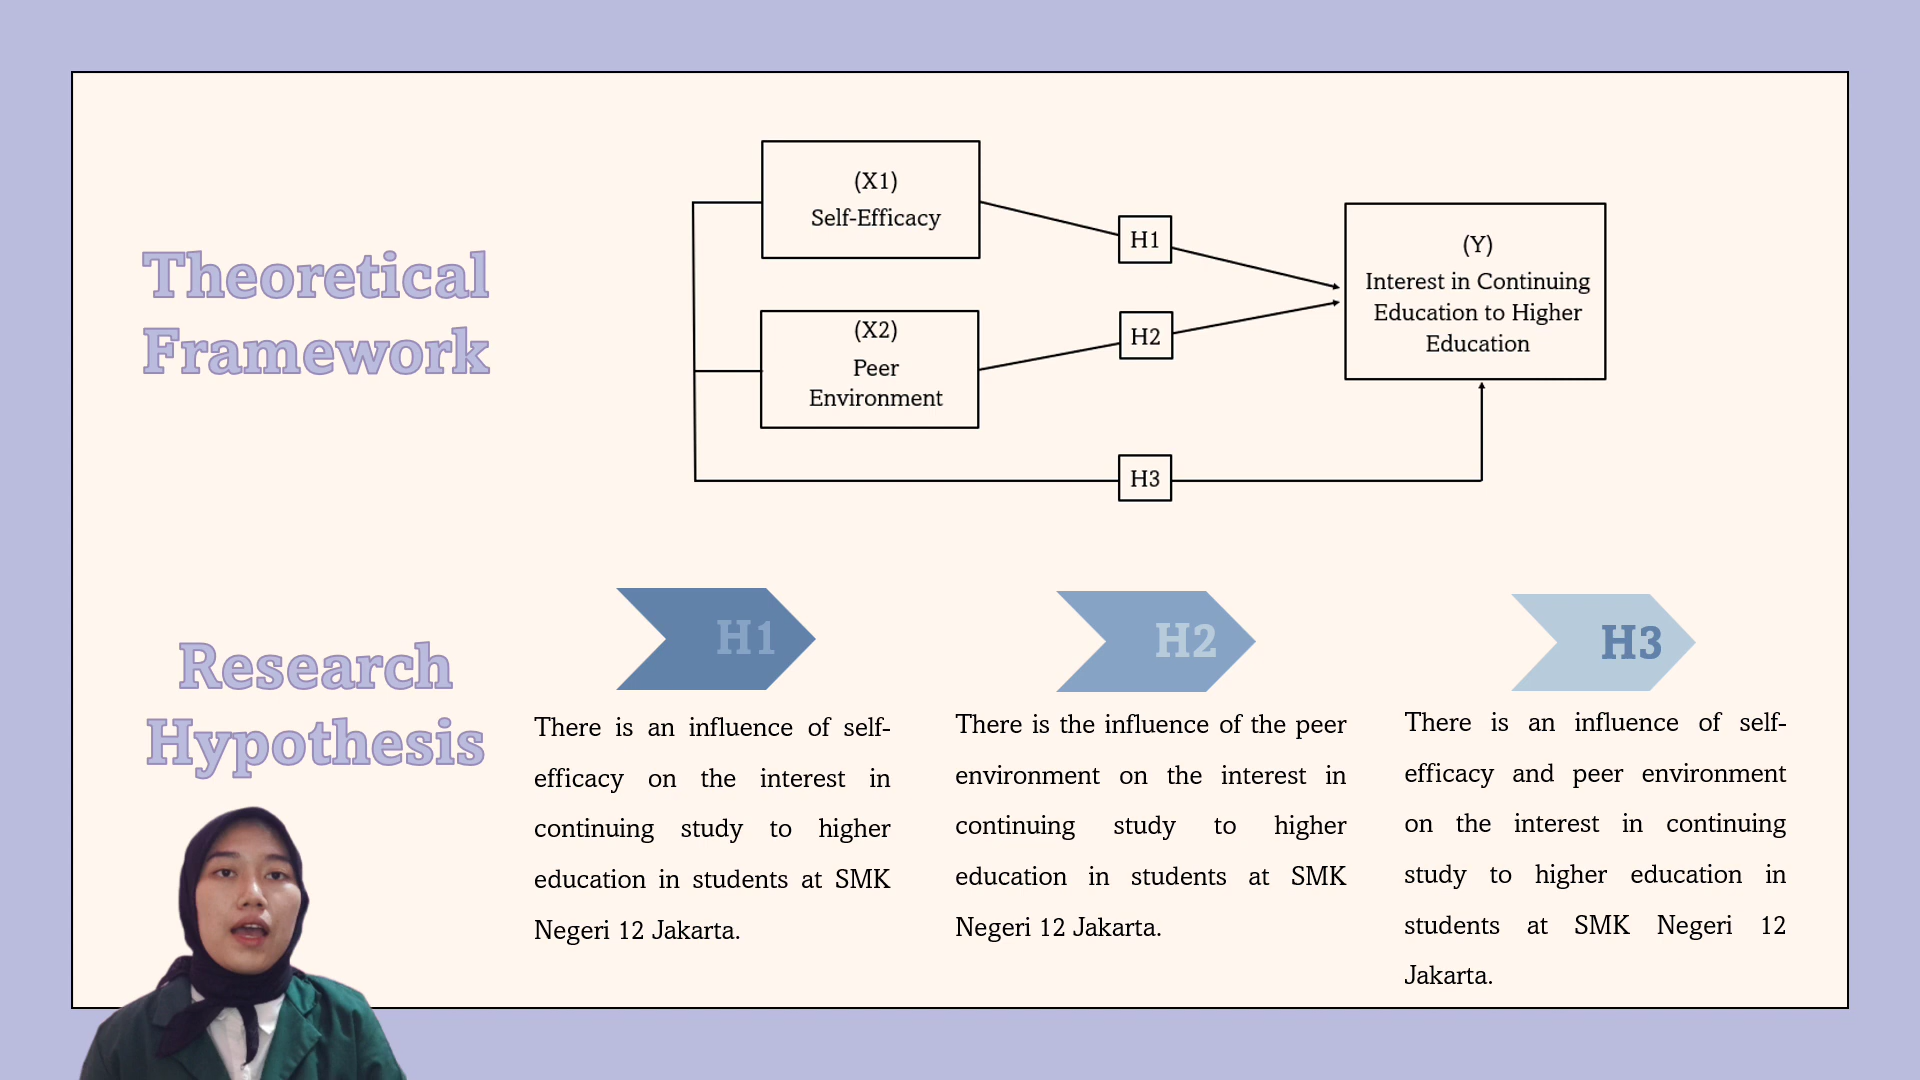 Theoretical
Framework
(X1)
Self-Efficacy
H1
(Y)
Interest in Continuing
Education to Higher
Education
(X2)
Peer
Environment
H2
H3
Research
Hypothesis
H1
There is an influence of self-
efficacy on the interest in
continuing study to higher
education in students at SMK
Negeri 12 Jakarta.
H2
There is the influence of the peer
environment on the interest in
continuing study to higher
education in students at SMK
Negeri 12 Jakarta.
H3
There is an influence of self-
efficacy and peer environment
on the interest in continuing
study to higher education in
students at SMK Negeri 12
Jakarta.